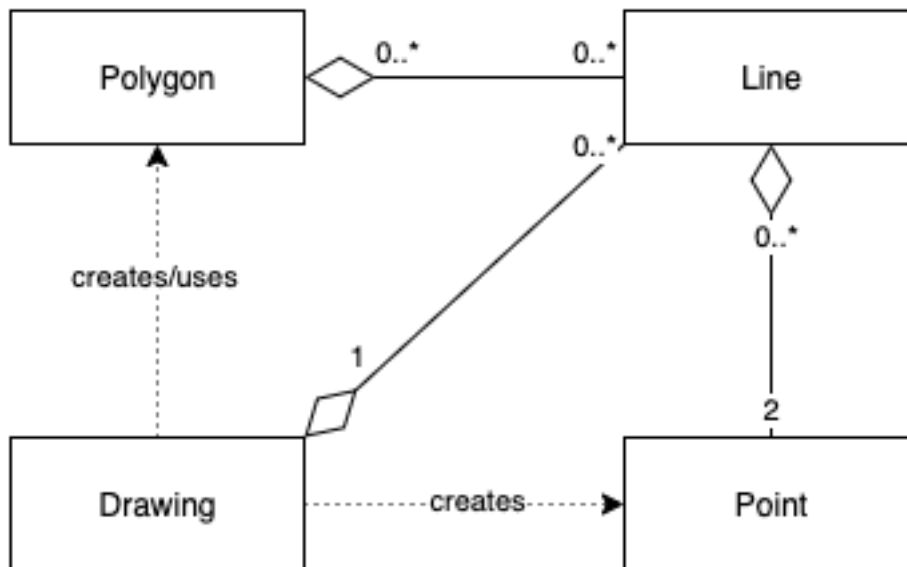 Polygon
0..*
0..*
Line
0..*
0..*
creates/uses
1
2
Drawing
creates
Point